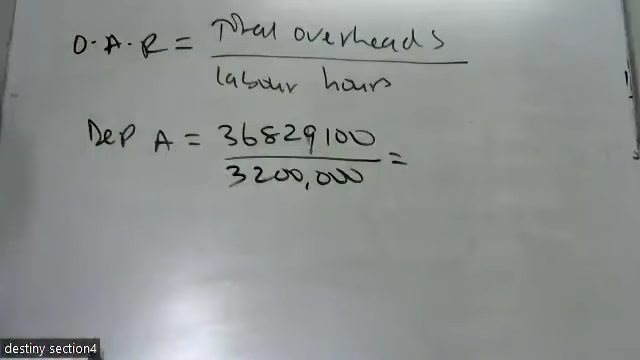 O.A.R = Total overheads
labour hours
Dep A = 36829100 =
3200,000
destiny section4